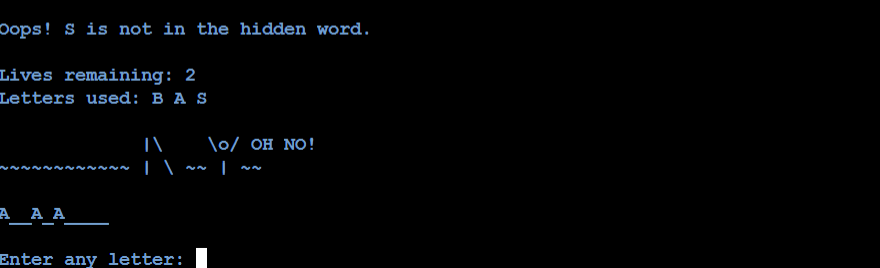 Oops! S is not in the hidden word.
Lives remaining: 2
Letters used: B A S
             |\    \o/ OH NO!
~~~~~~~~~~~~ | \ ~~ | ~~
A__A_A____
Enter any letter: